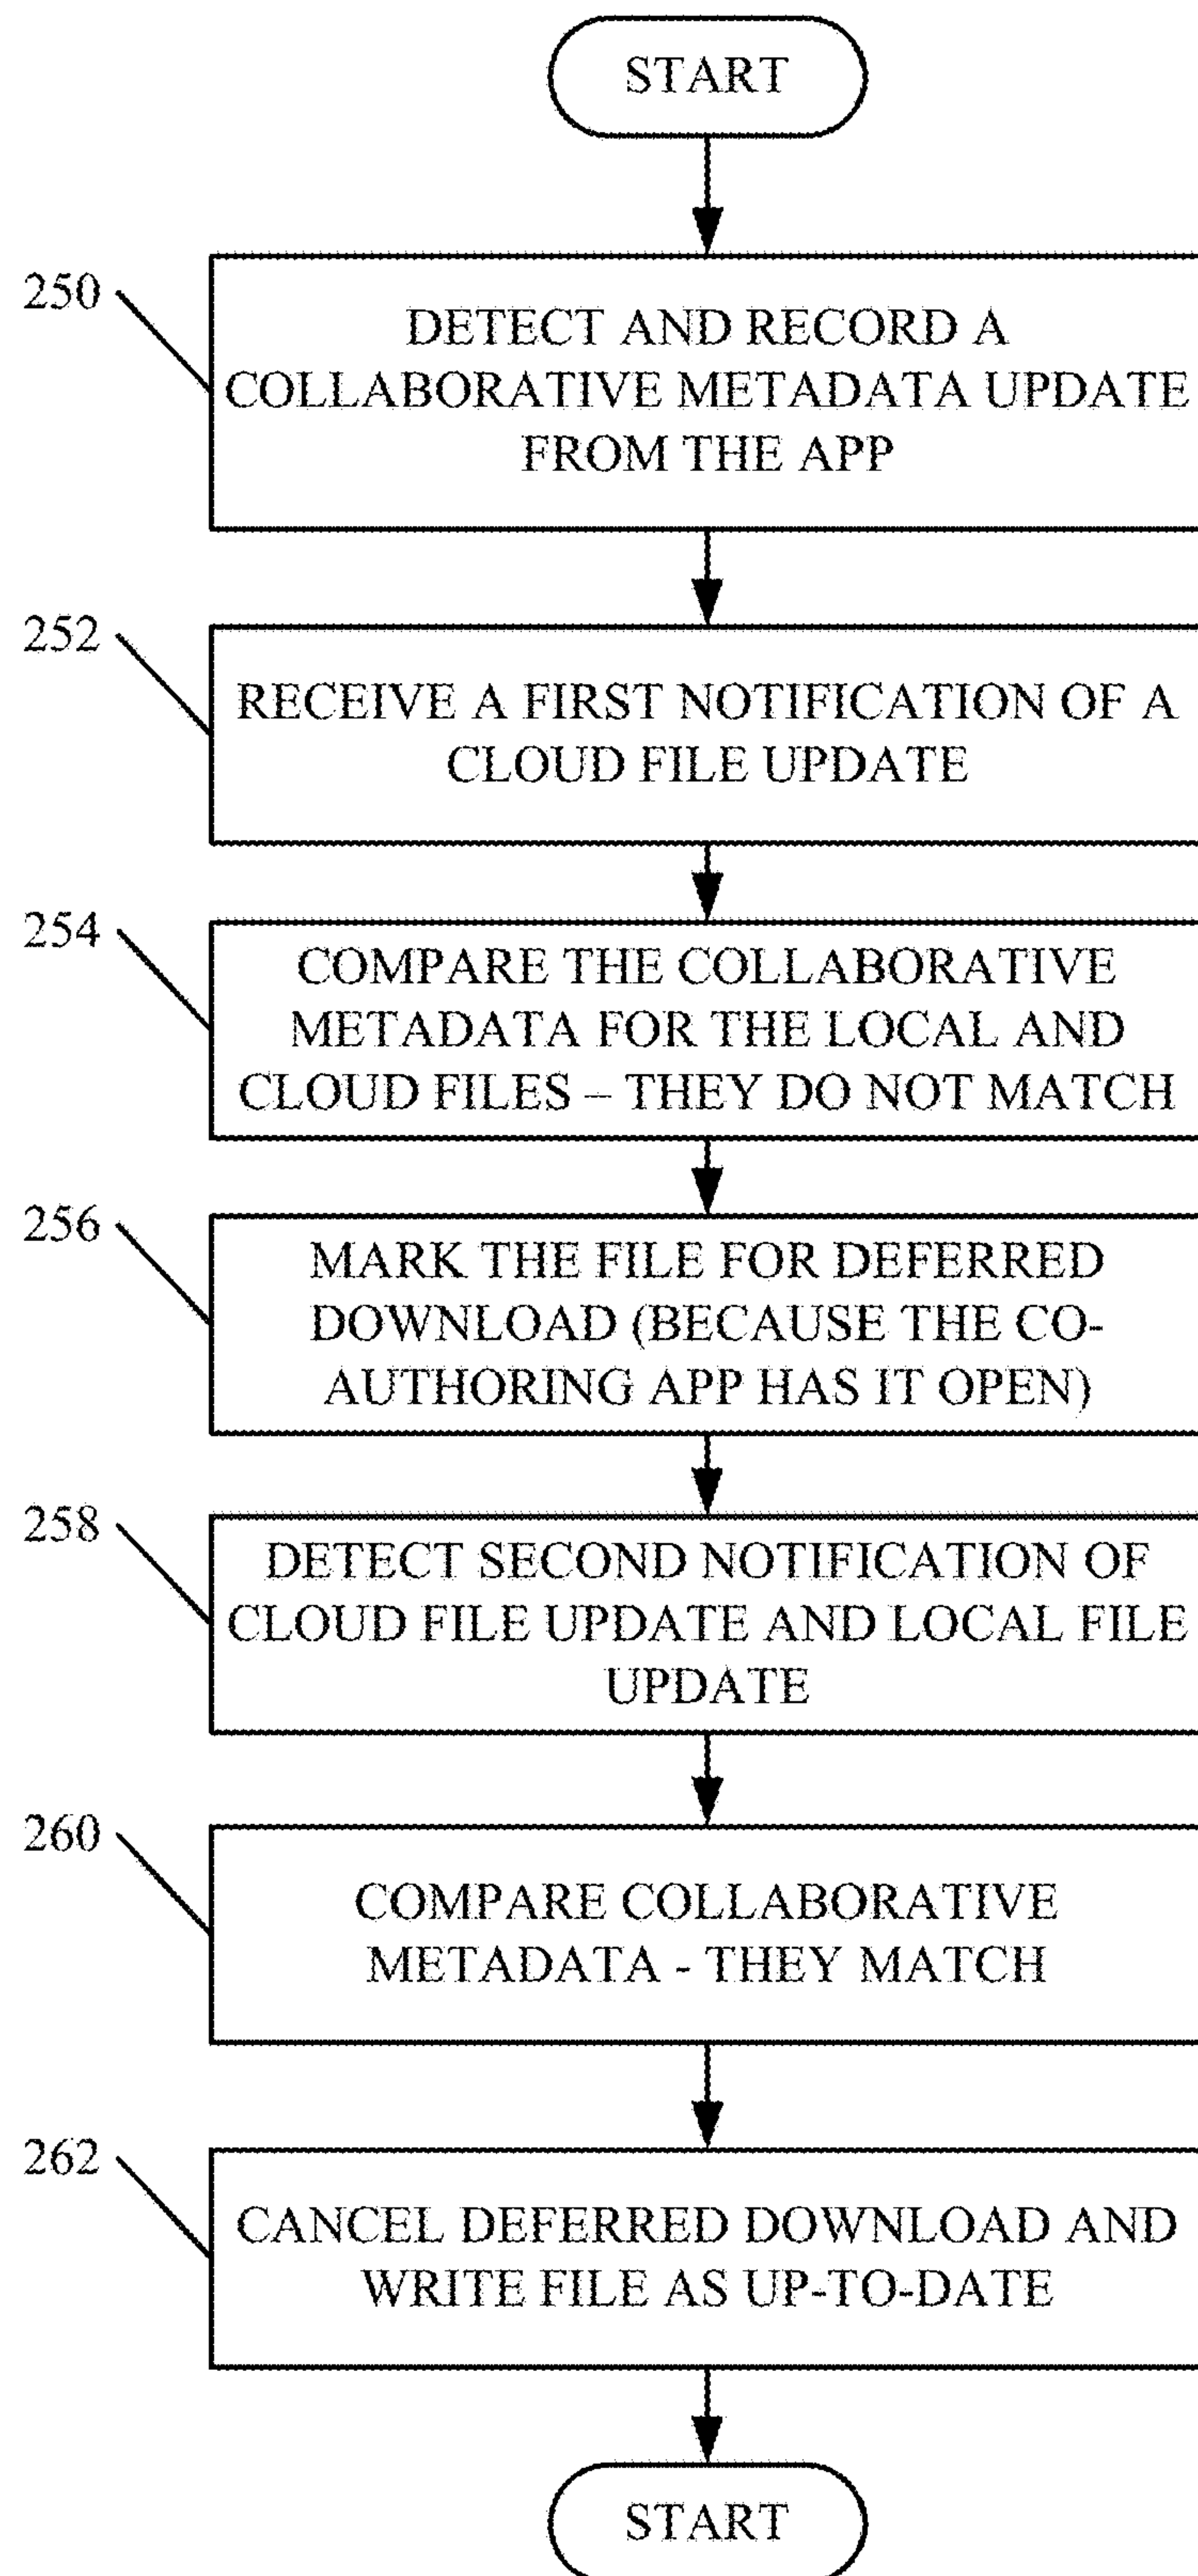 START
250
DETECT AND RECORD A
COLLABORATIVE METADATA UPDATE
FROM THE APP
252
RECEIVE A FIRST NOTIFICATION OF A
CLOUD FILE UPDATE
254
COMPARE THE COLLABORATIVE
METADATA FOR THE LOCAL AND
CLOUD FILES – THEY DO NOT MATCH
256
MARK THE FILE FOR DEFERRED
DOWNLOAD (BECAUSE THE CO-
AUTHORING APP HAS IT OPEN)
258
DETECT SECOND NOTIFICATION OF
CLOUD FILE UPDATE AND LOCAL FILE
UPDATE
260
COMPARE COLLABORATIVE
METADATA - THEY MATCH
262
CANCEL DEFERRED DOWNLOAD AND
WRITE FILE AS UP-TO-DATE
START